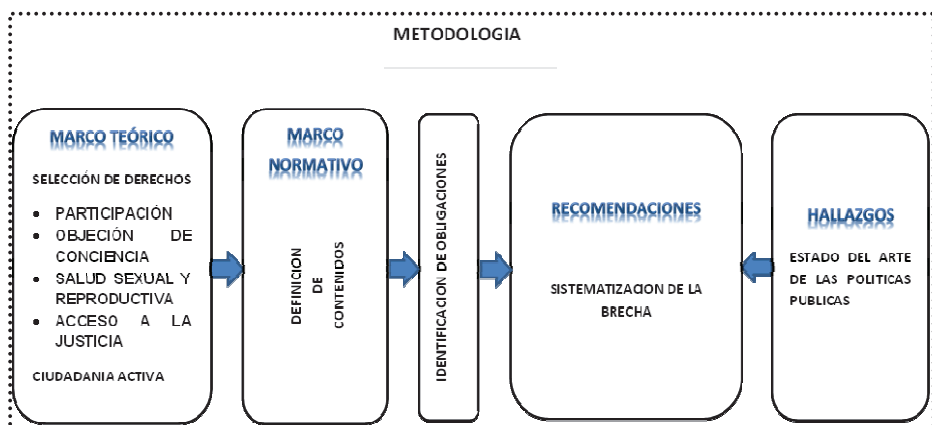 METODOLOGIA
MARCO TEÓRICO
SELECCIÓN DE DERECHOS
• PARTICIPACIÓN
• OBJECIÓN DE
CONCIENCIA
• SALUD SEXUAL Y
REPRODUCTIVA
• ACCESO A LA
JUSTICIA
CIUDADANIA ACTIVA
MARCO
NORMATIVO
DEFINICION
DE
CONTENIDOS
IDENTIFICACION DE OBLIGACIONES
RECOMENDACIONES
SISTEMATIZACION DE LA
BRECHA
HALLAZGOS
ESTADO DEL ARTE
DE LAS POLITICAS
PUBLICAS